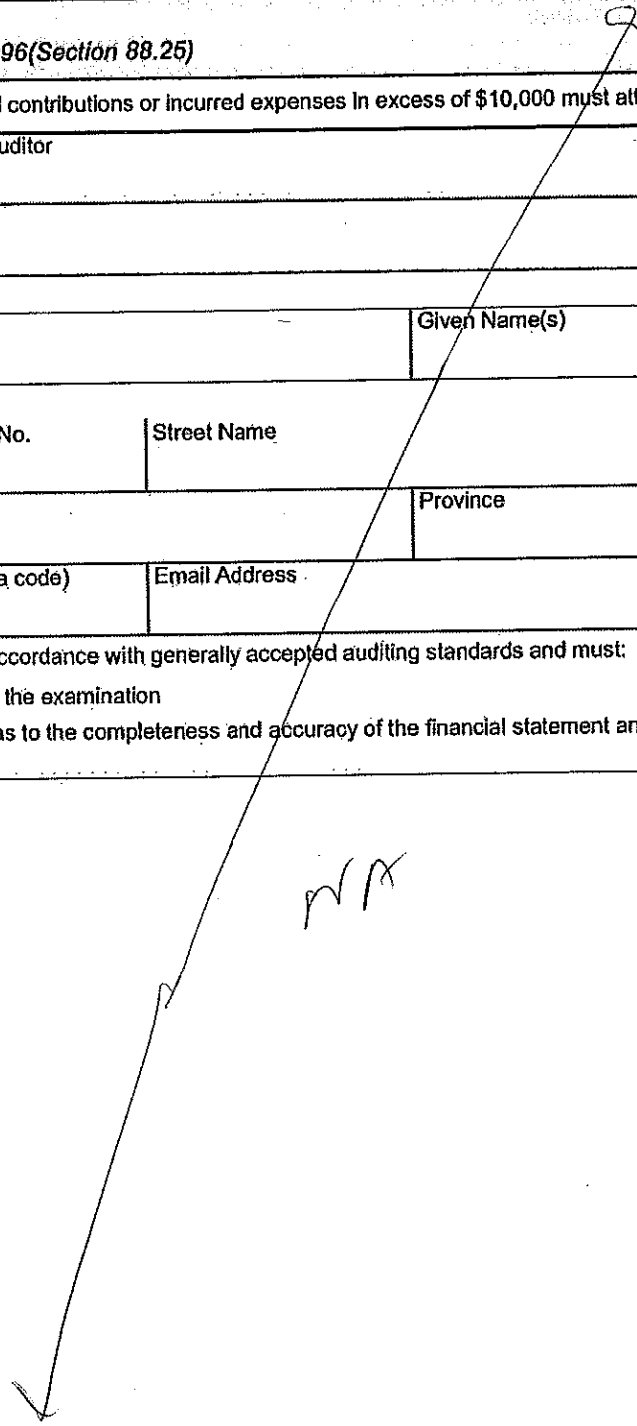 96(Section 88.25)
contributions or incurred expenses in excess of $10,000 must att
uditor
Given Name(s)
No. Street Name
Province
a code) Email Address
ccordance with generally accepted auditing standards and must:
the examination
as to the completeness and accuracy of the financial statement an
NA